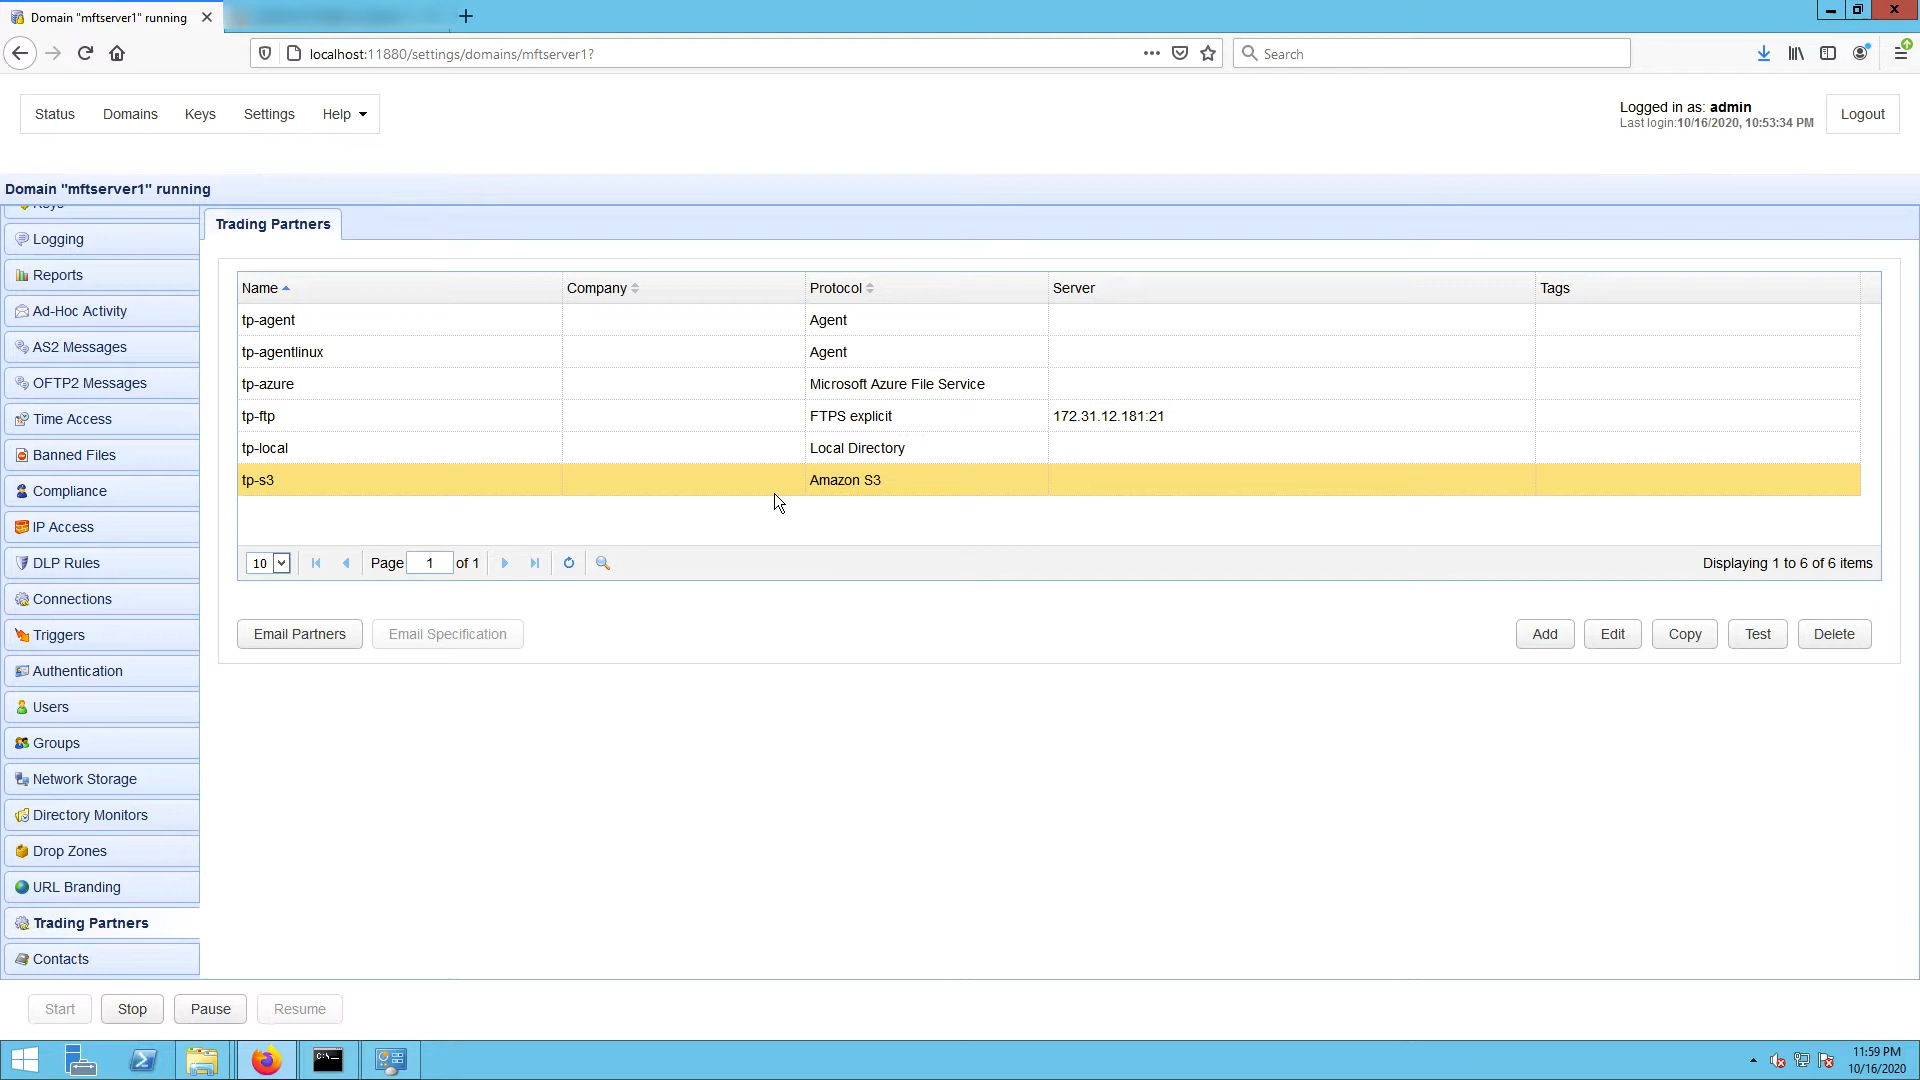 Domain "mftserver1" running
localhost:11880/settings/domains/mftserver1?
Search
Status
Domains
Keys
Settings
Help
Logged in as: admin
Last login:10/16/2020, 10:53:34 PM
Logout
Domain "mftserver1" running
Keys
Logging
Reports
Ad-Hoc Activity
AS2 Messages
OFTP2 Messages
Time Access
Banned Files
Compliance
IP Access
DLP Rules
Connections
Triggers
Authentication
Users
Groups
Network Storage
Directory Monitors
Drop Zones
URL Branding
Trading Partners
Contacts
Trading Partners
Name Company Protocol Server Tags
tp-agent Agent
tp-agentlinux Agent
tp-azure Microsoft Azure File Service
tp-ftp FTPS explicit 172.31.12.181:21
tp-local Local Directory
tp-s3 Amazon S3
10 Page 1 of 1 Displaying 1 to 6 of 6 items
Email Partners Email Specification Add Edit Copy Test Delete
Start Stop Pause Resume
C:\.
11:59 PM
10/16/2020